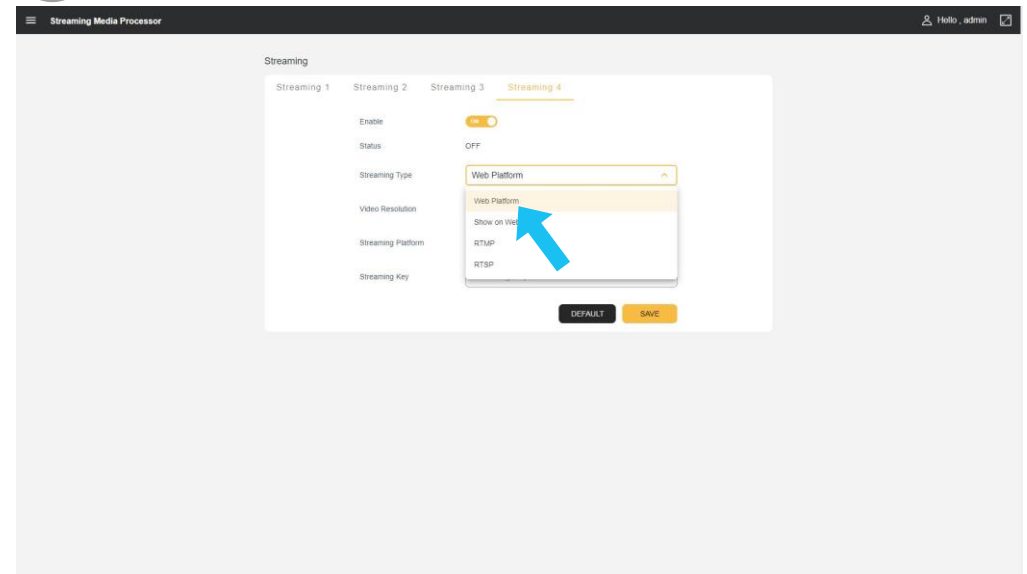 Streaming Media Processor
Hello , admin
Streaming
Streaming 1 Streaming 2 Streaming 3 Streaming 4
Enable ON
Status OFF
Streaming Type Web Platform
Web Platform
Video Resolution
Show on Web
Streaming Platform RTMP
RTSP
Streaming Key
DEFAULT SAVE